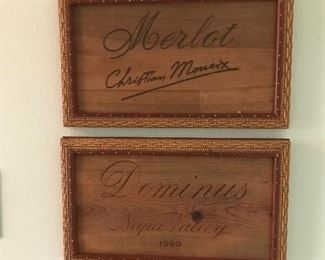 Merlot
Christian Moueix
Dominus
Napa Valley
1999